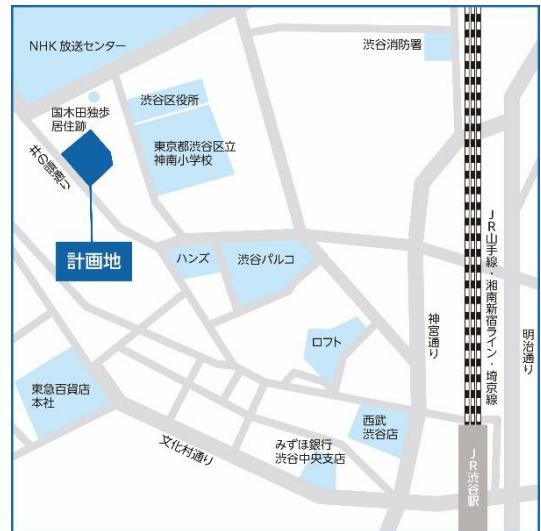 NHK 放送センター
渋谷消防署
国木田独歩
居住跡
渋谷区役所
東京都渋谷区立
神南小学校
井の頭通り
計画地
ハンズ
渋谷パルコ
JR山手線・湘南新宿ライン・埼京線
神宮通り
明治通り
ロフト
東急百貨店
本社
西武
渋谷店
みずほ銀行
渋谷中央支店
文化村通り
JR渋谷駅